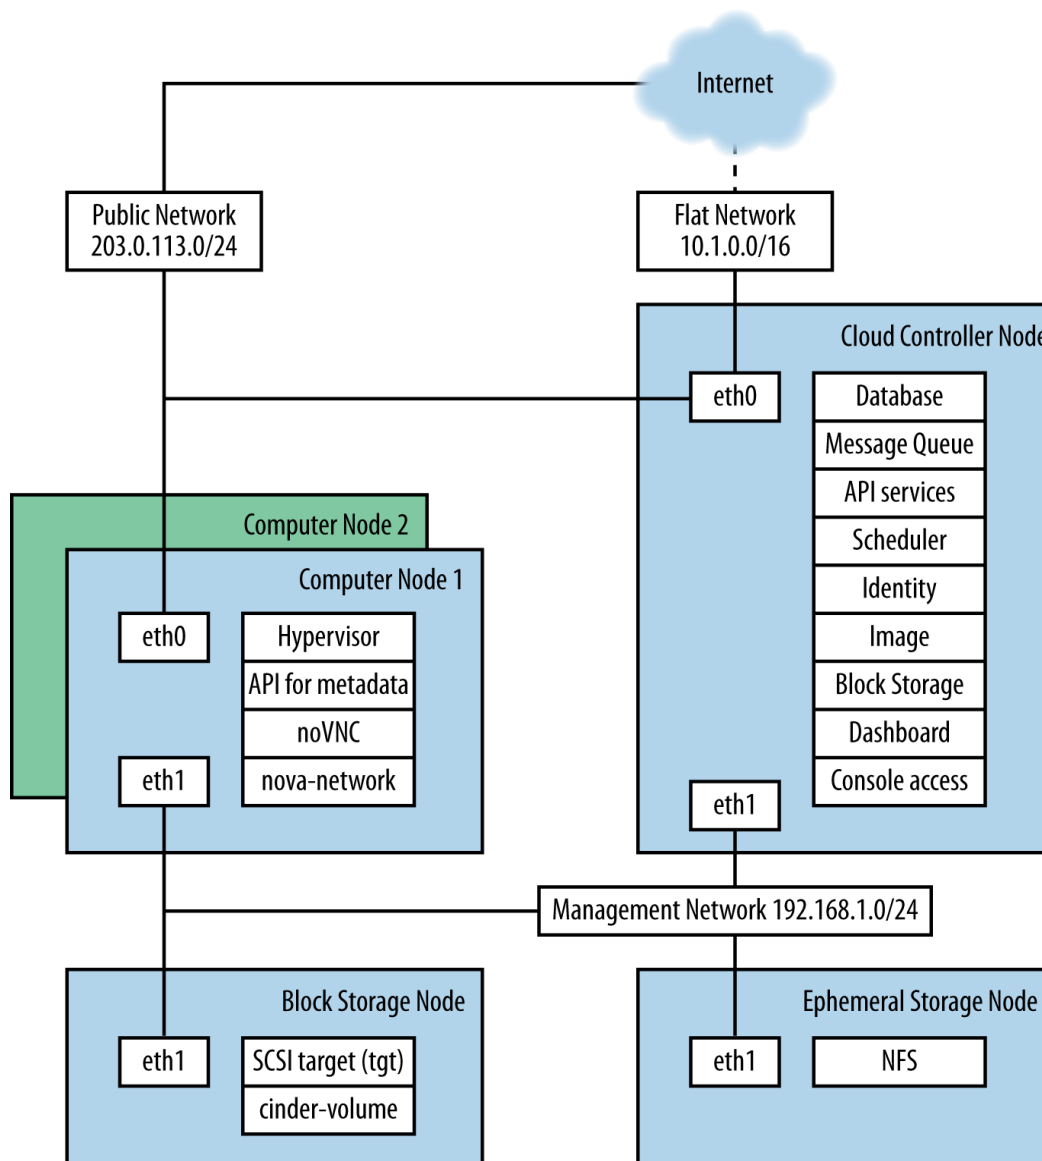 Internet
Public Network
203.0.113.0/24
Flat Network
10.1.0.0/16
Cloud Controller Node
eth0
Database
Message Queue
API services
Scheduler
Identity
Image
Block Storage
Dashboard
Console access
eth1
Computer Node 2
Computer Node 1
eth0
Hypervisor
API for metadata
noVNC
nova-network
eth1
Management Network 192.168.1.0/24
Block Storage Node
eth1
SCSI target (tgt)
cinder-volume
Ephemeral Storage Node
eth1
NFS